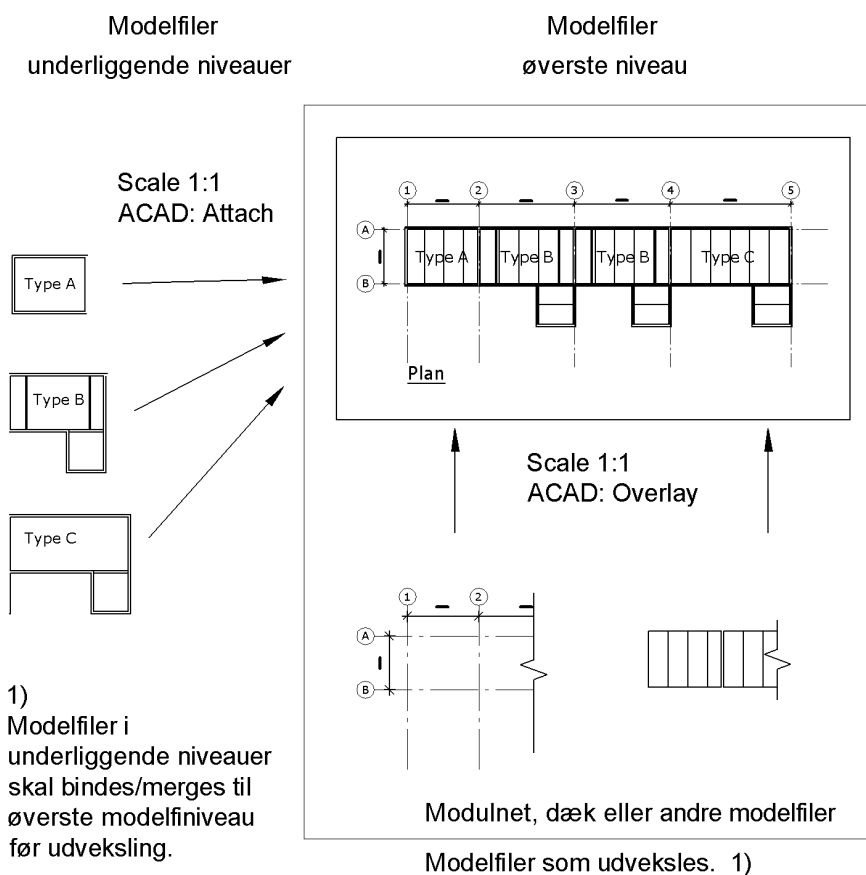 Modelfiler
underliggende niveauer
Modelfiler
øverste niveau
Scale 1:1
ACAD: Attach
Type A
Type B
Type C
1 2 3 4 5
A
B
Type A Type B Type B Type C
Plan
Scale 1:1
ACAD: Overlay
1 2
A
B
1)
Modelfiler i
underliggende niveauer
skal bindes/merges til
øverste modelfiniveau
før udveksling.
Modulnet, dæk eller andre modelfiler
Modelfiler som udveksles. 1)